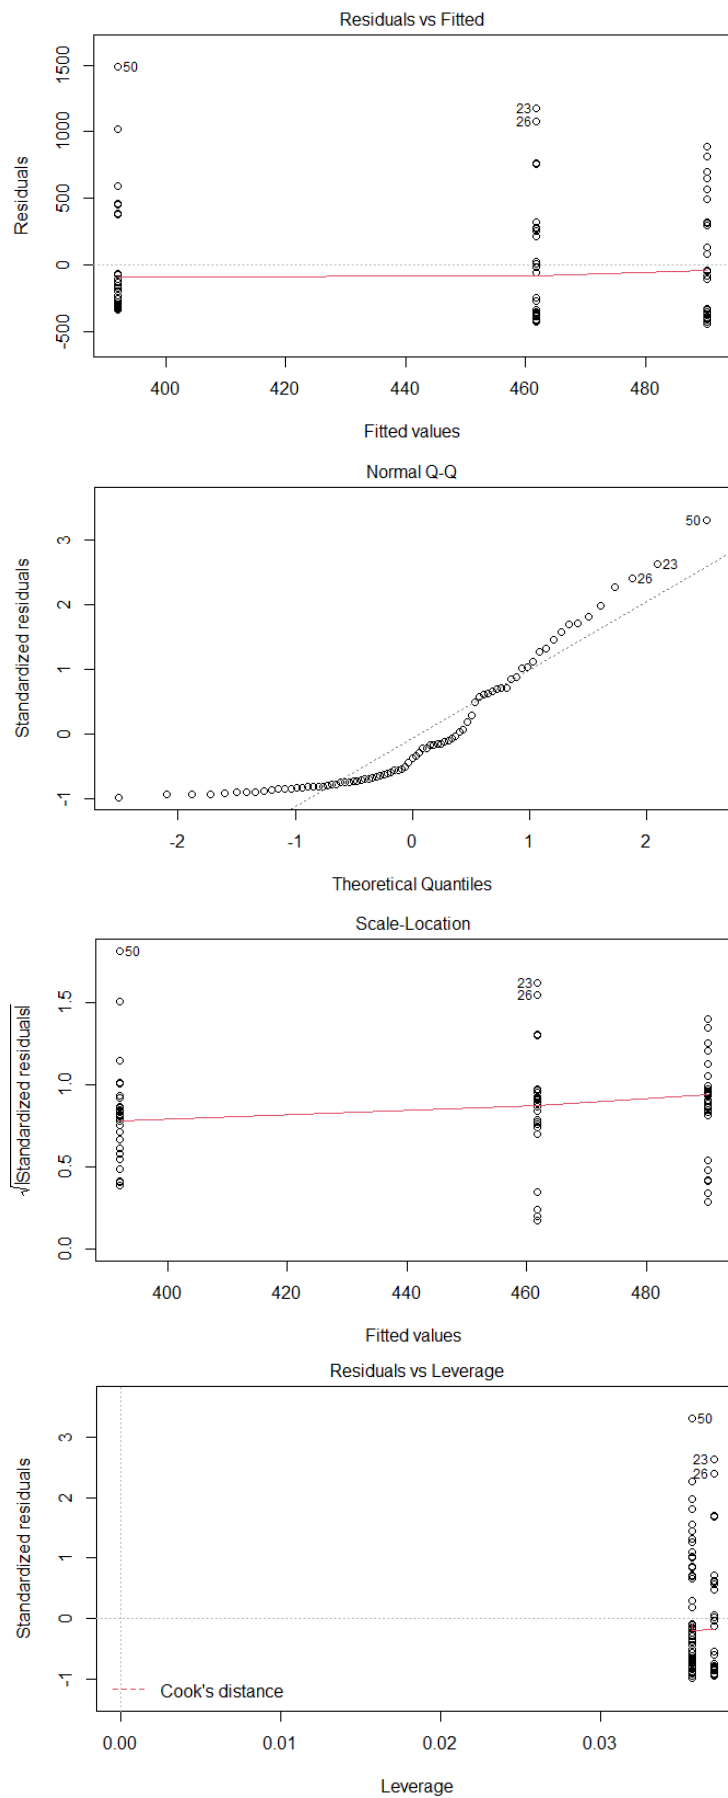 Residuals vs Fitted
Residuals
1500
1000
500
0
-500
50
23
26
400 420 440 460 480
Fitted values
Normal Q-Q
Standardized residuals
3
2
1
0
-1
50
23
26
-2 -1 0 1 2
Theoretical Quantiles
Scale-Location
√|Standardized residuals|
1.5
1.0
0.5
0.0
50
23
26
400 420 440 460 480
Fitted values
Residuals vs Leverage
Standardized residuals
3
2
1
0
-1
50
23
26
Cook's distance
0.00 0.01 0.02 0.03
Leverage